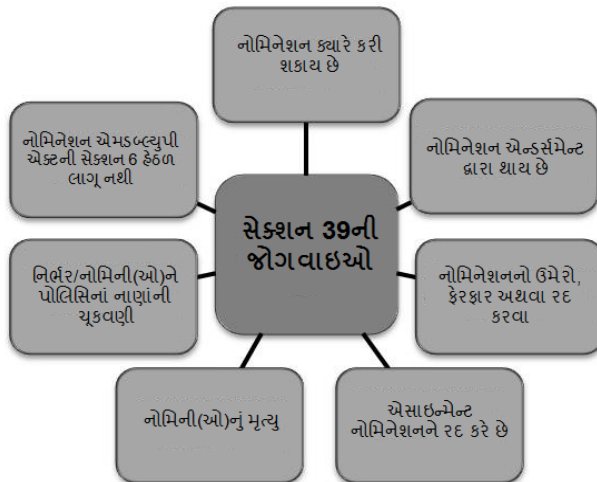 નોમિનેશન ક્યારે કરી
શકાય છે
નોમિનેશન એમડબ્લ્યુપી
એક્ટની સેક્શન 6 હેઠળ
લાગૂ નથી
નોમિનેશન એન્ડર્સમેન્ટ
દ્વારા થાય છે
સેક્શન 39ની
જોગવાઇઓ
નિર્ભર/નોમિની(ઓ)ને
પોલિસિનાં નાણાંની
ચૂકવણી
નોમિનેશનનો ઉમેરો,
ફેરફાર અથવા રદ
કરવા
નોમિની(ઓ)નું મૃત્યુ
એસાઇન્મેન્ટ
નોમિનેશનને રદ કરે છે